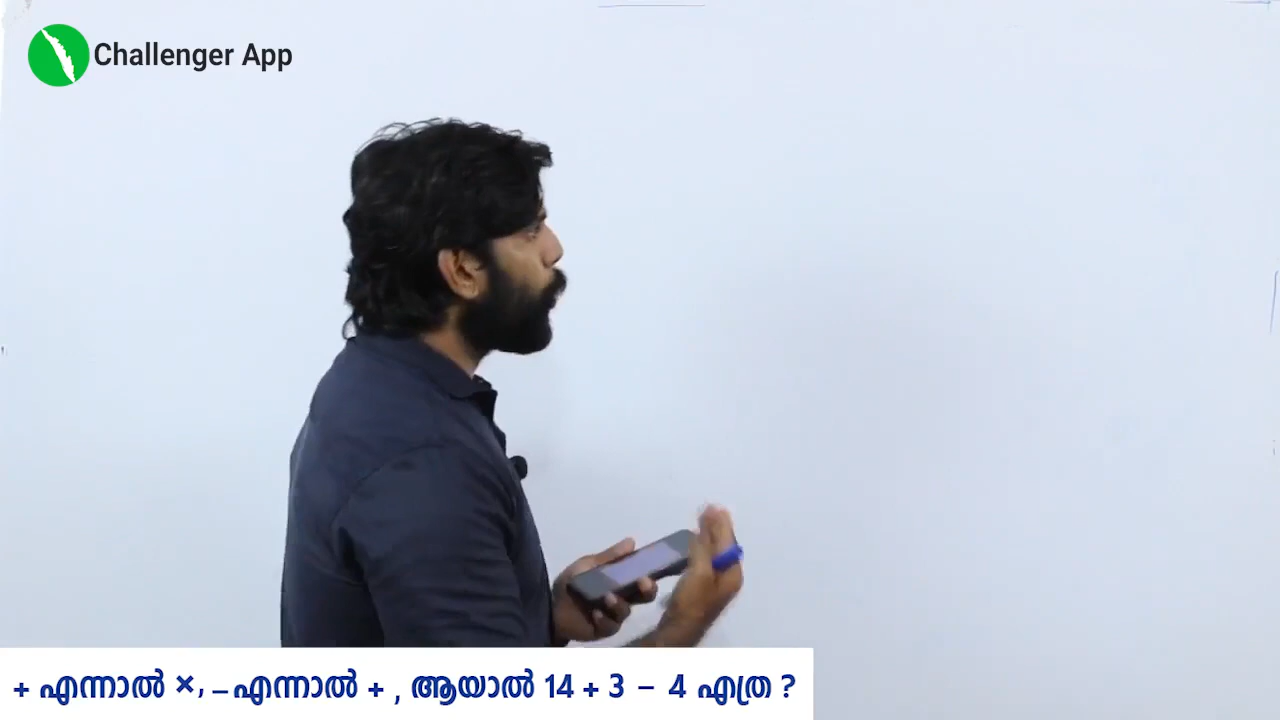 Challenger App
+ എന്നാൽ ×, – എന്നാൽ + , ആയാൽ 14 + 3 – 4 എത്ര ?